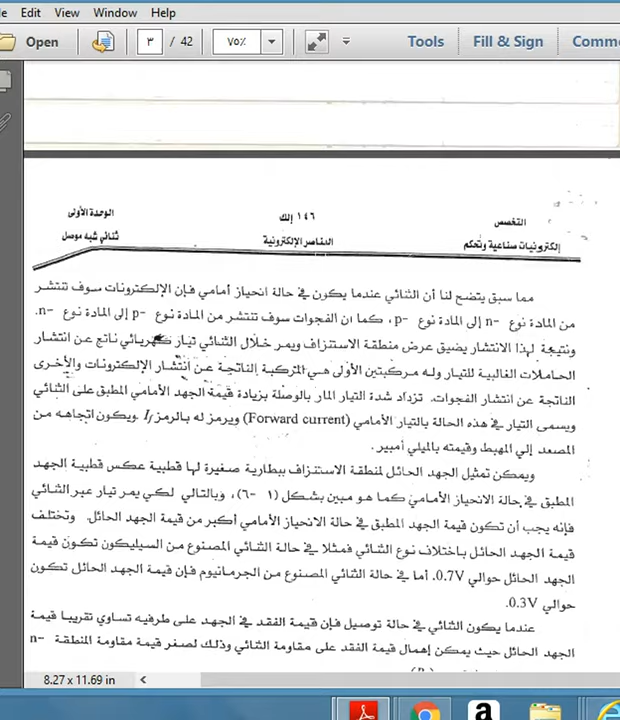 le Edit View Window Help
Open ٣ / 42 ٧٥٪ Tools Fill & Sign Comme
الوحدة الأولى ١٤٦ إلك التخصص
ثنائي شبه موصل العناصر الإلكترونية إلكترونيات صناعية وتحكم
مما سبق يتضح لنا أن الثنائي عندما يكون في حالة انحياز أمامي فإن الإلكترونات سوف تنتشر
من المادة نوع n- إلى المادة نوع p- ، كما ان الفجوات سوف تنتشر من المادة نوع p- إلى المادة نوع n-.
ونتيجة لهذا الانتشار يضيق عرض منطقة الاستنزاف ويمر خلال الثنائي تيار كهربائي ناتج عن انتشار
الحاملات الغالبية للتيار وله مركبتين الأولى هي المركبة الناتجة عن انتشار الإلكترونات والأخرى
الناتجة عن انتشار الفجوات. تزداد شدة التيار المار بالوصلة بزيادة قيمة الجهد الأمامي المطبق على الثنائي
ويسمى التيار في هذه الحالة بالتيار الأمامي (Forward current) ويرمز له بالرمز If ويكون اتجاهه من
المصعد إلي المهبط وقيمته بالميلي أمبير.
ويمكن تمثيل الجهد الحائل لمنطقة الاستنزاف ببطارية صغيرة لها قطبية عكس قطبية الجهد
المطبق في حالة الانحياز الأمامي كما هو مبين بشكل (١ -٦)، وبالتالي لكي يمر تيار عبر الثنائي
فإنه يجب أن تكون قيمة الجهد المطبق في حالة الانحياز الأمامي أكبر من قيمة الجهد الحائل. وتختلف
قيمة الجهد الحائل باختلاف نوع الثنائي فمثلا في حالة الثنائي المصنوع من السيليكون تكون قيمة
الجهد الحائل حوالي 0.7V. أما في حالة الثنائي المصنوع من الجرمانيوم فإن قيمة الجهد الحائل تكون
حوالي 0.3V.
عندما يكون الثنائي في حالة توصيل فإن قيمة الفقد في الجهد على طرفيه تساوي تقريبا قيمة
الجهد الحائل حيث يمكن إهمال قيمة الفقد على مقاومة الثنائي وذلك لصغر قيمة مقاومة المنطقة n-
8.27 x 11.69 in